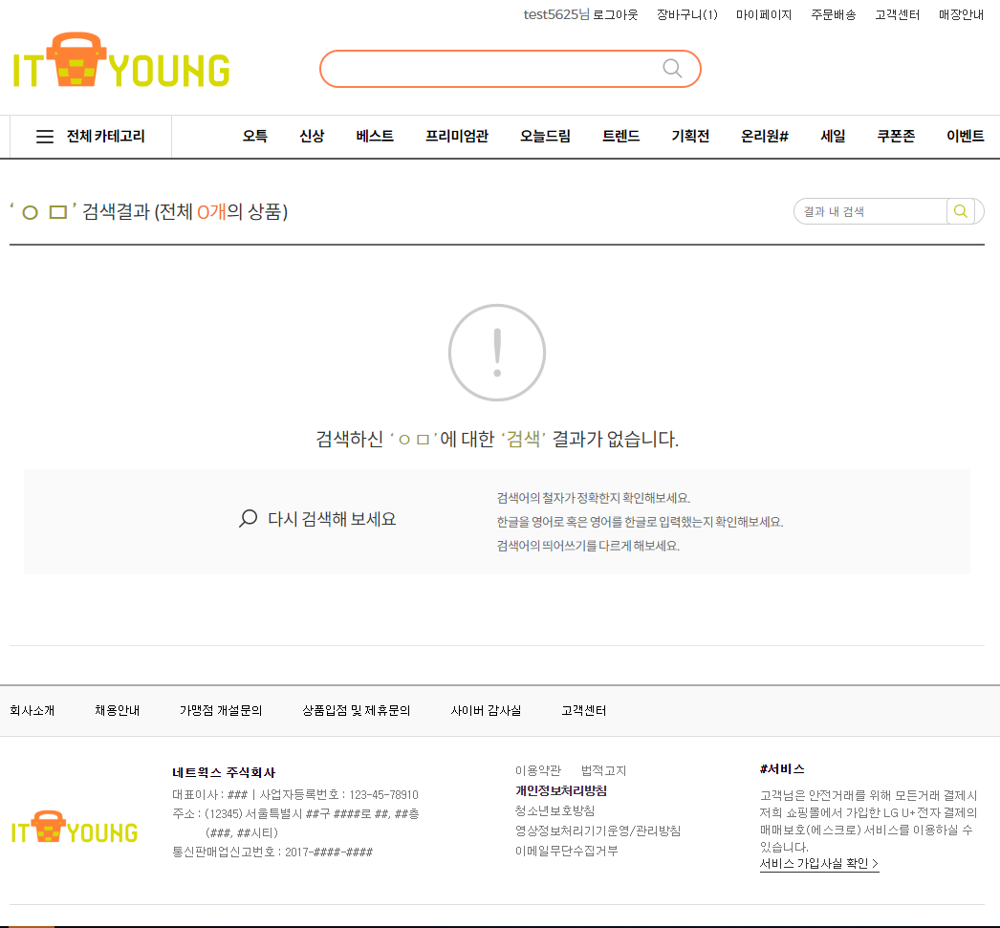 test5625님 로그아웃 장바구니(1) 마이페이지 주문배송 고객센터 매장안내
IT YOUNG
전체 카테고리 오특 신상 베스트 프리미엄관 오늘드림 트렌드 기획전 온리원# 세일 쿠폰존 이벤트
‘ㅇ ㅁ’ 검색결과 (전체 0개의 상품) 결과 내 검색
검색하신 ‘ㅇ ㅁ’에 대한 ‘검색’ 결과가 없습니다.
다시 검색해 보세요
검색어의 철자가 정확한지 확인해보세요.
한글을 영어로 혹은 영어를 한글로 입력했는지 확인해보세요.
검색어의 띄어쓰기를 다르게 해보세요.
회사소개 채용안내 가맹점 개설문의 상품입점 및 제휴문의 사이버 감사실 고객센터
IT YOUNG
네트웍스 주식회사
대표이사 : ### | 사업자등록번호 : 123-45-78910
주소 : (12345) 서울특별시 ##구 ####로 ##, ##층
(###, ##시티)
통신판매업신고번호 : 2017-####-####
이용약관 법적고지
개인정보처리방침
청소년보호방침
영상정보처리기기운영/관리방침
이메일무단수집거부
#서비스
고객님은 안전거래를 위해 모든거래 결제시
저희 쇼핑몰에서 가입한 LG U+전자 결제의
매매보호(에스크로) 서비스를 이용하실 수
있습니다.
서비스 가입사실 확인 >